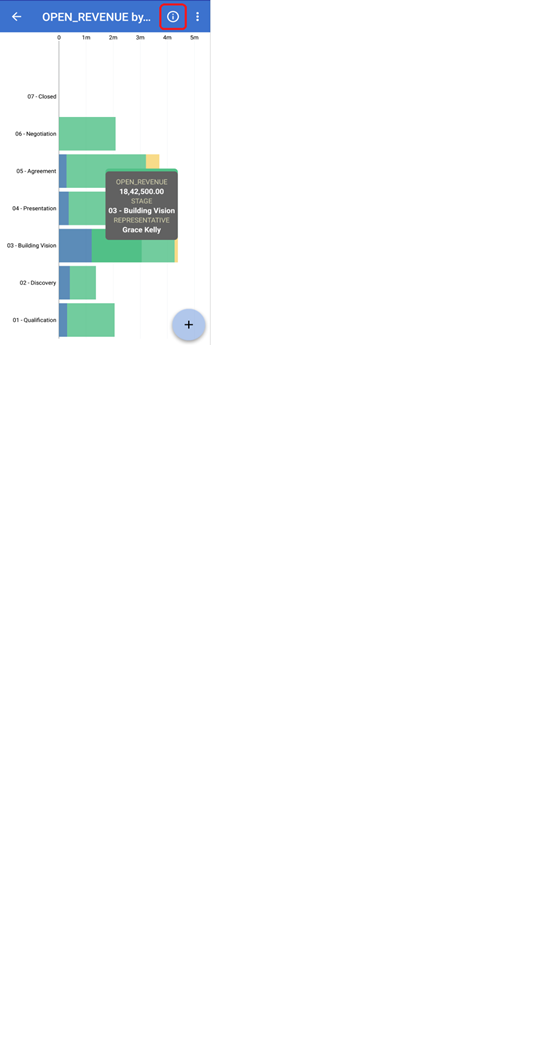 OPEN_REVENUE by...
0 1m 2m 3m 4m 5m
07 - Closed
06 - Negotiation
05 - Agreement
04 - Presentation
03 - Building Vision
02 - Discovery
01 - Qualification
OPEN_REVENUE
18,42,500.00
STAGE
03 - Building Vision
REPRESENTATIVE
Grace Kelly